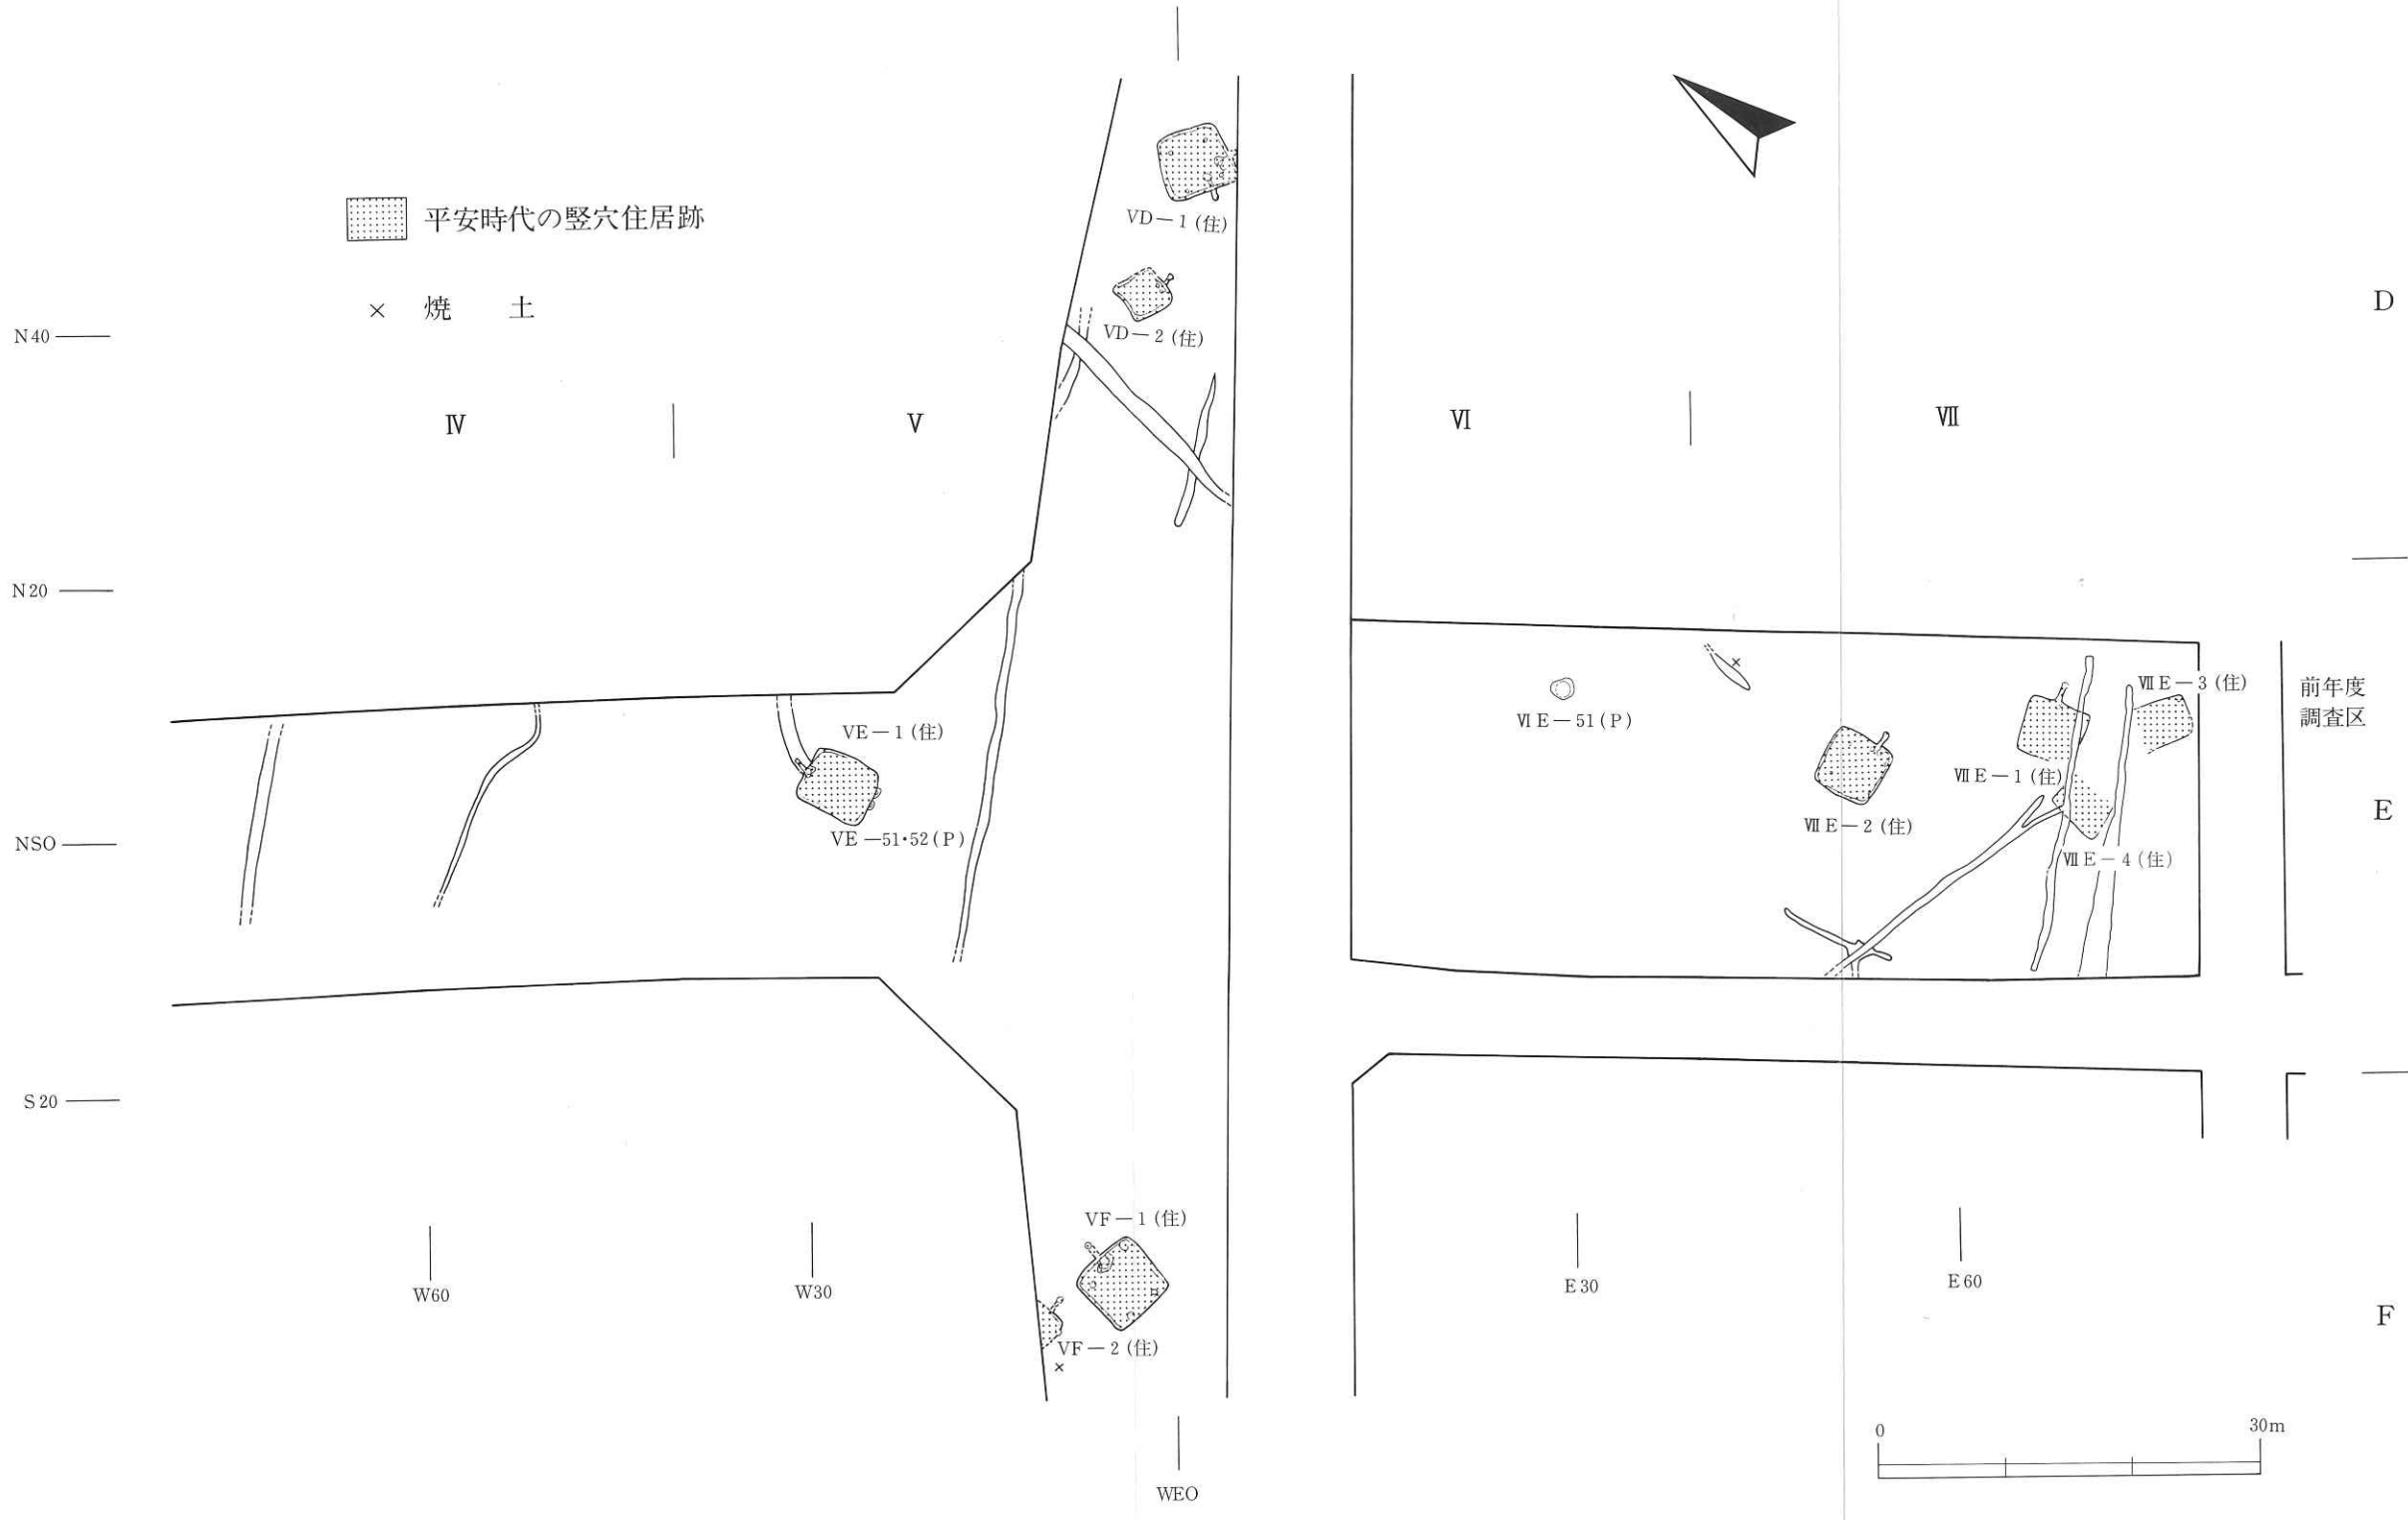 平安時代の竪穴住居跡
× 焼 土
N40
N20
NSO
S20
Ⅳ
Ⅴ
Ⅵ
Ⅶ
D
E
F
VD－1 (住)
VD－2 (住)
VE－1 (住)
VE－51・52 (P)
ⅥE－51 (P)
ⅦE－3 (住)
ⅦE－1 (住)
ⅦE－2 (住)
ⅦE－4 (住)
前年度
調査区
VF－1 (住)
VF－2 (住)
W60
W30
WEO
E30
E60
0
30m